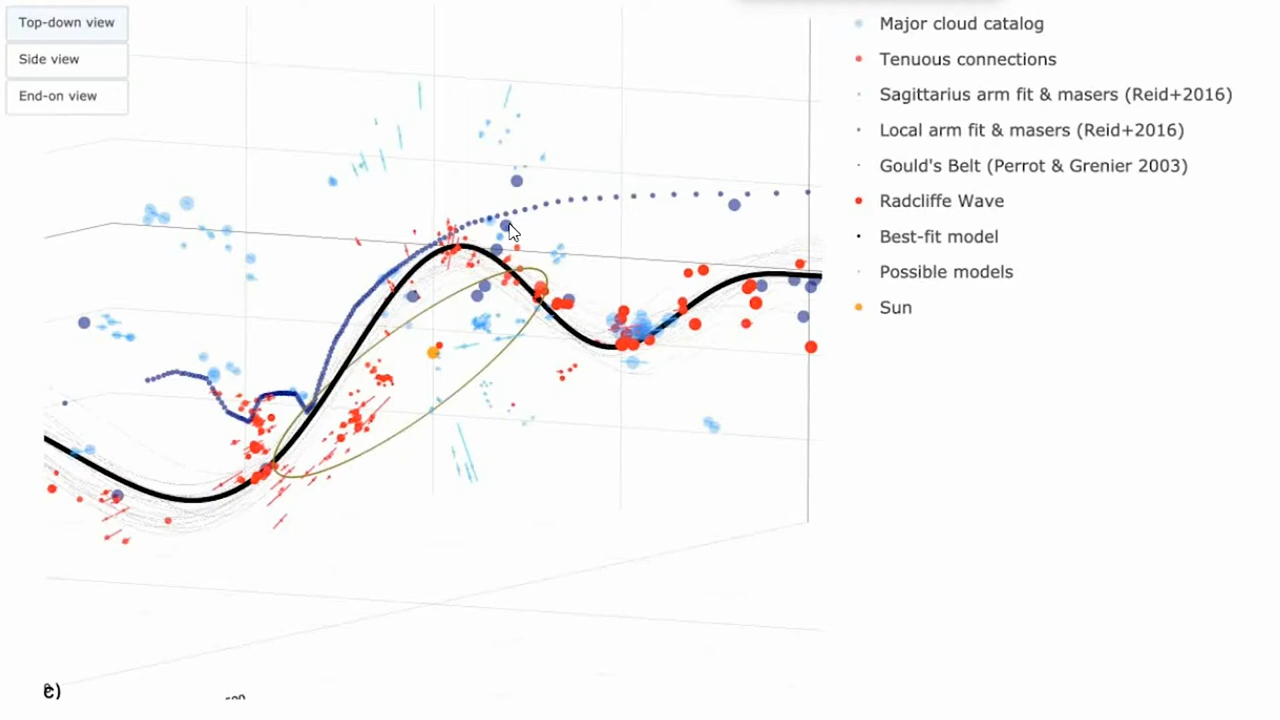 Top-down view
Side view
End-on view
Major cloud catalog
Tenuous connections
Sagittarius arm fit & masers (Reid+2016)
Local arm fit & masers (Reid+2016)
Gould's Belt (Perrot & Grenier 2003)
Radcliffe Wave
Best-fit model
Possible models
Sun